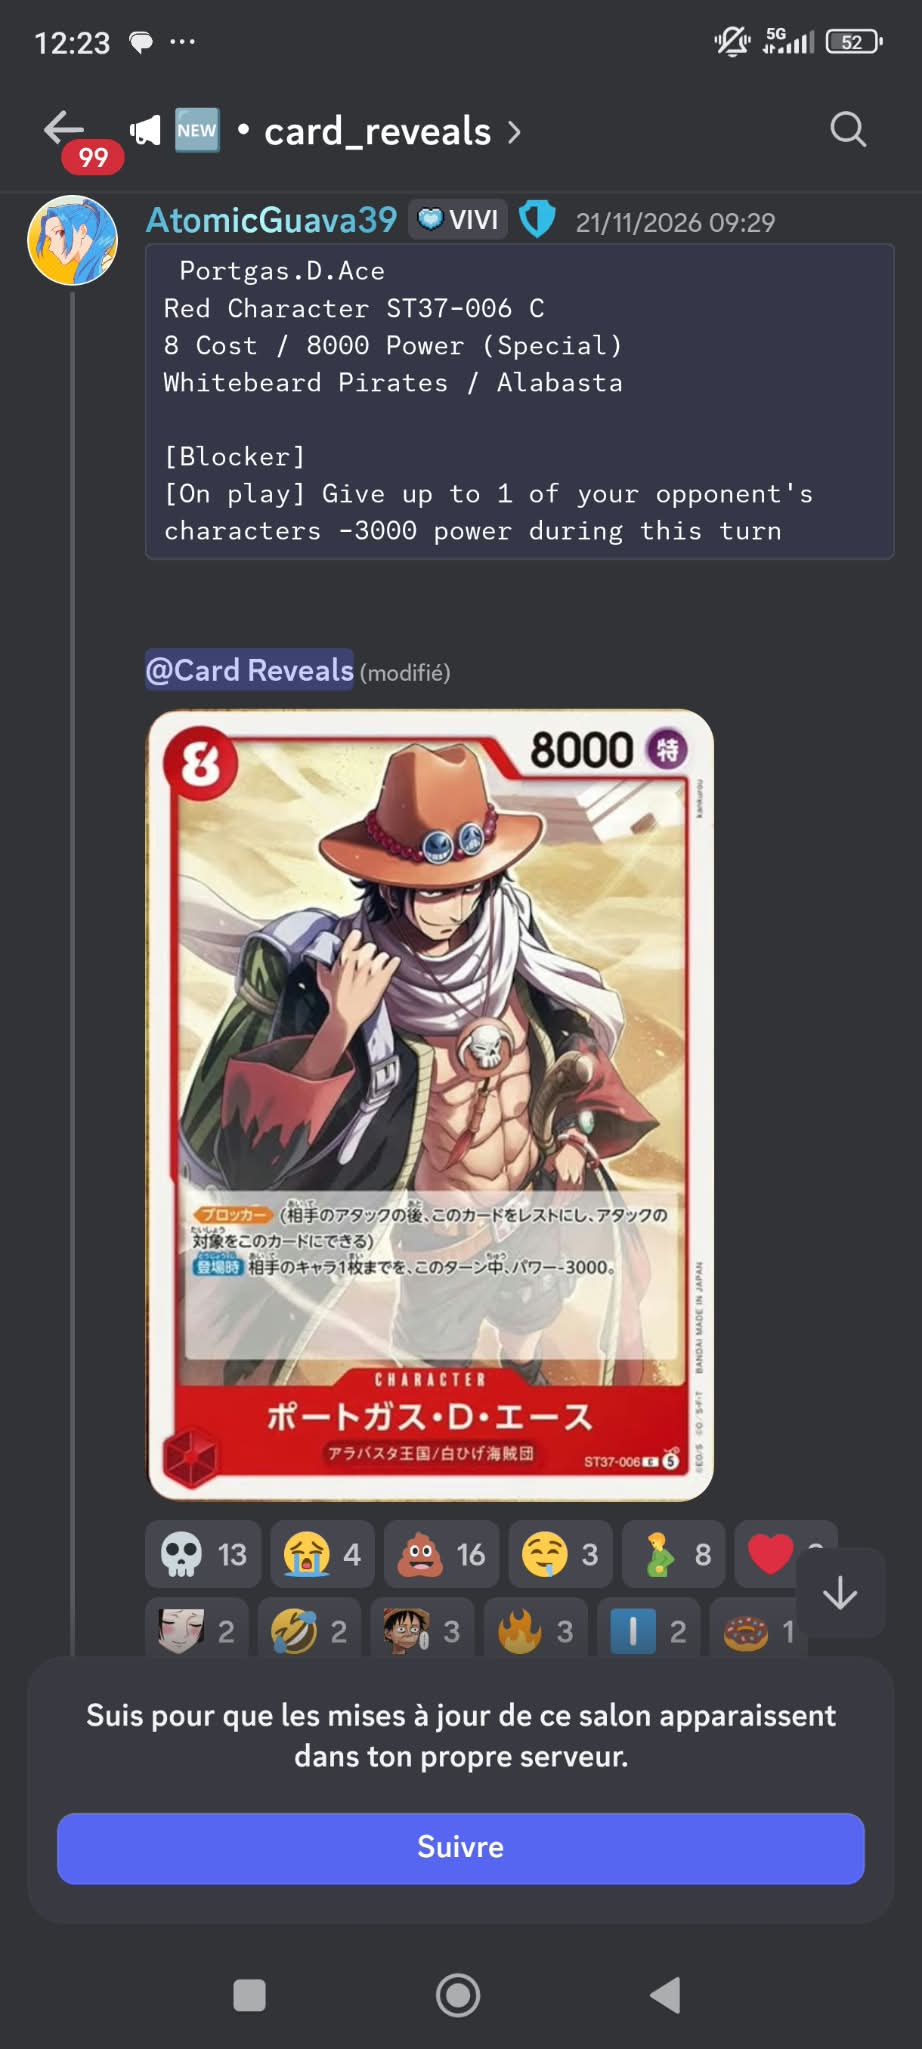 12:23
5G
52
99
NEW • card_reveals
AtomicGuava39 VIVI 21/11/2026 09:29
Portgas.D.Ace
Red Character ST37-006 C
8 Cost / 8000 Power (Special)
Whitebeard Pirates / Alabasta
[Blocker]
[On play] Give up to 1 of your opponent's
characters -3000 power during this turn
@Card Reveals (modifié)
8
8000 特
kankurou
ブロッカー (相手のアタックの後、このカードをレストにし、アタックの
対象をこのカードにできる)
登場時 相手のキャラ1枚までを、このターン中、パワー-3000。
BANDAI MADE IN JAPAN
CHARACTER
ポートガス・D・エース
アラバスタ王国/白ひげ海賊団
ST37-006 C 5
13 4 16 3 8
2 2 3 3 2 1
Suis pour que les mises à jour de ce salon apparaissent
dans ton propre serveur.
Suivre